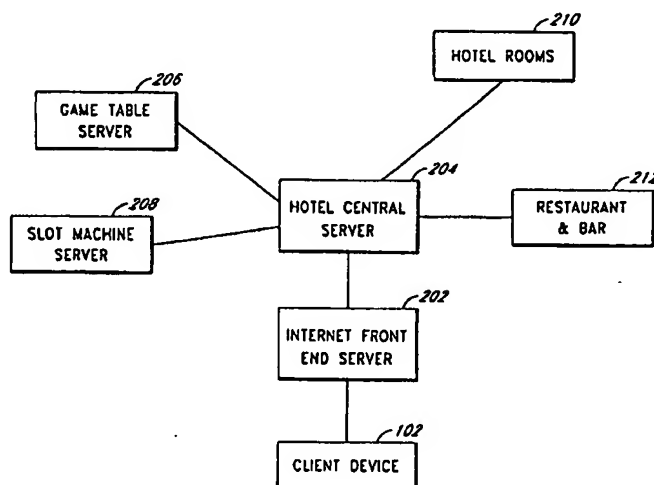 210
HOTEL ROOMS
206
GAME TABLE
SERVER
204
HOTEL CENTRAL
SERVER
212
RESTAURANT
& BAR
208
SLOT MACHINE
SERVER
202
INTERNET FRONT
END SERVER
102
CLIENT DEVICE